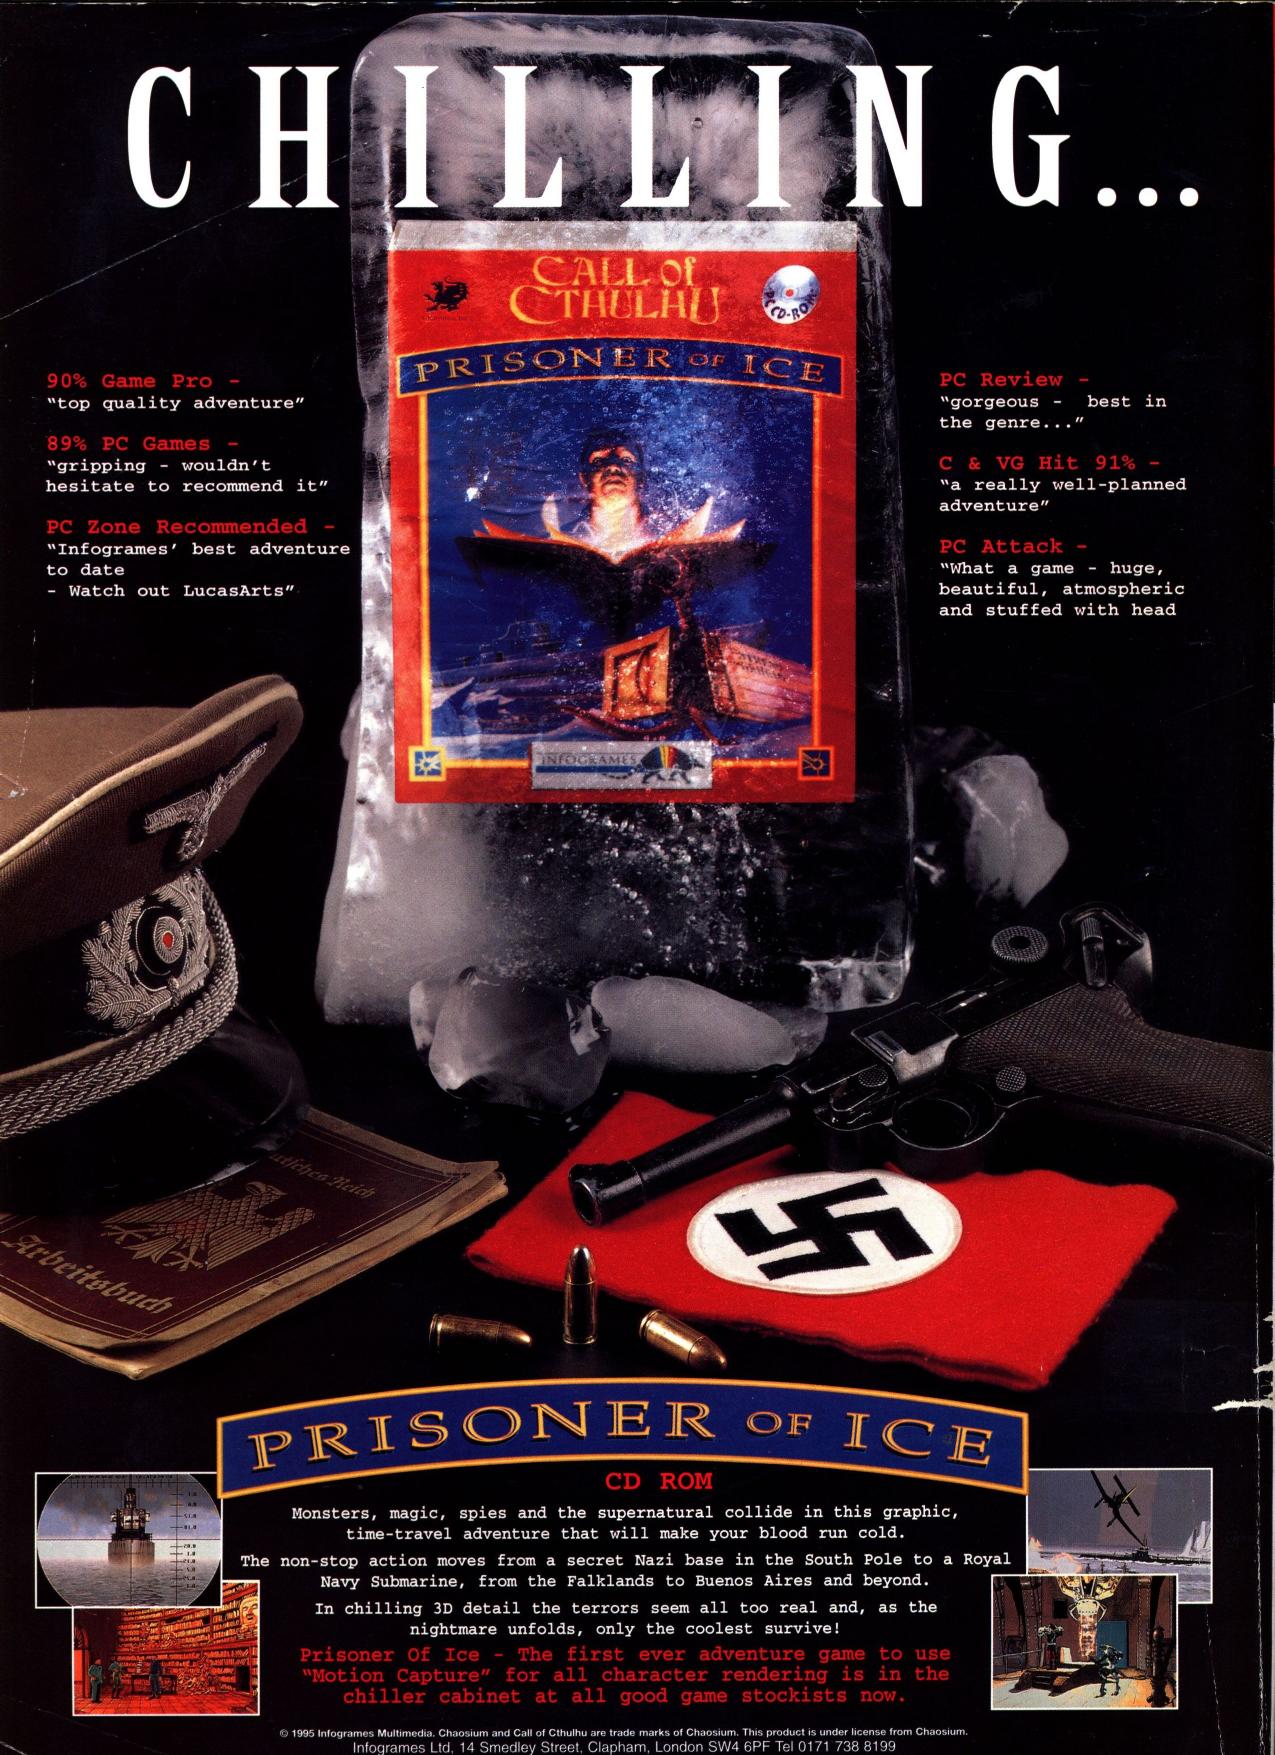 CHILLING...
CALL Of
CTHULHU
PC CD-ROM
PRISONER OF ICE
INFOGRAMES
90% Game Pro -
"top quality adventure"
89% PC Games -
"gripping - wouldn't
hesitate to recommend it"
PC Zone Recommended -
"Infogrames' best adventure
to date
- Watch out LucasArts"
PC Review -
"gorgeous - best in
the genre..."
C & VG Hit 91% -
"a really well-planned
adventure"
PC Attack -
"What a game - huge,
beautiful, atmospheric
and stuffed with head
Reich
Arbeitsbuch
PRISONER OF ICE
CD ROM
Monsters, magic, spies and the supernatural collide in this graphic,
time-travel adventure that will make your blood run cold.
The non-stop action moves from a secret Nazi base in the South Pole to a Royal
Navy Submarine, from the Falklands to Buenos Aires and beyond.
In chilling 3D detail the terrors seem all too real and, as the
nightmare unfolds, only the coolest survive!
Prisoner Of Ice - The first ever adventure game to use
"Motion Capture" for all character rendering is in the
chiller cabinet at all good game stockists now.
© 1995 Infogrames Multimedia. Chaosium and Call of Cthulhu are trade marks of Chaosium. This product is under license from Chaosium.
Infogrames Ltd, 14 Smedley Street, Clapham, London SW4 6PF Tel 0171 738 8199